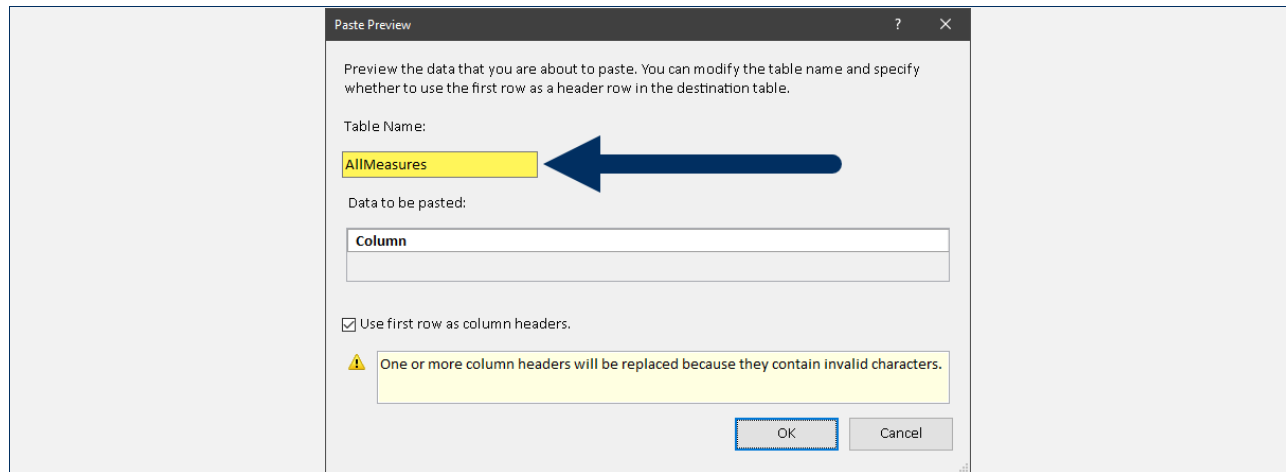 Paste Preview
Preview the data that you are about to paste. You can modify the table name and specify
whether to use the first row as a header row in the destination table.
Table Name:
AllMeasures
Data to be pasted:
Column
Use first row as column headers.
One or more column headers will be replaced because they contain invalid characters.
OK Cancel